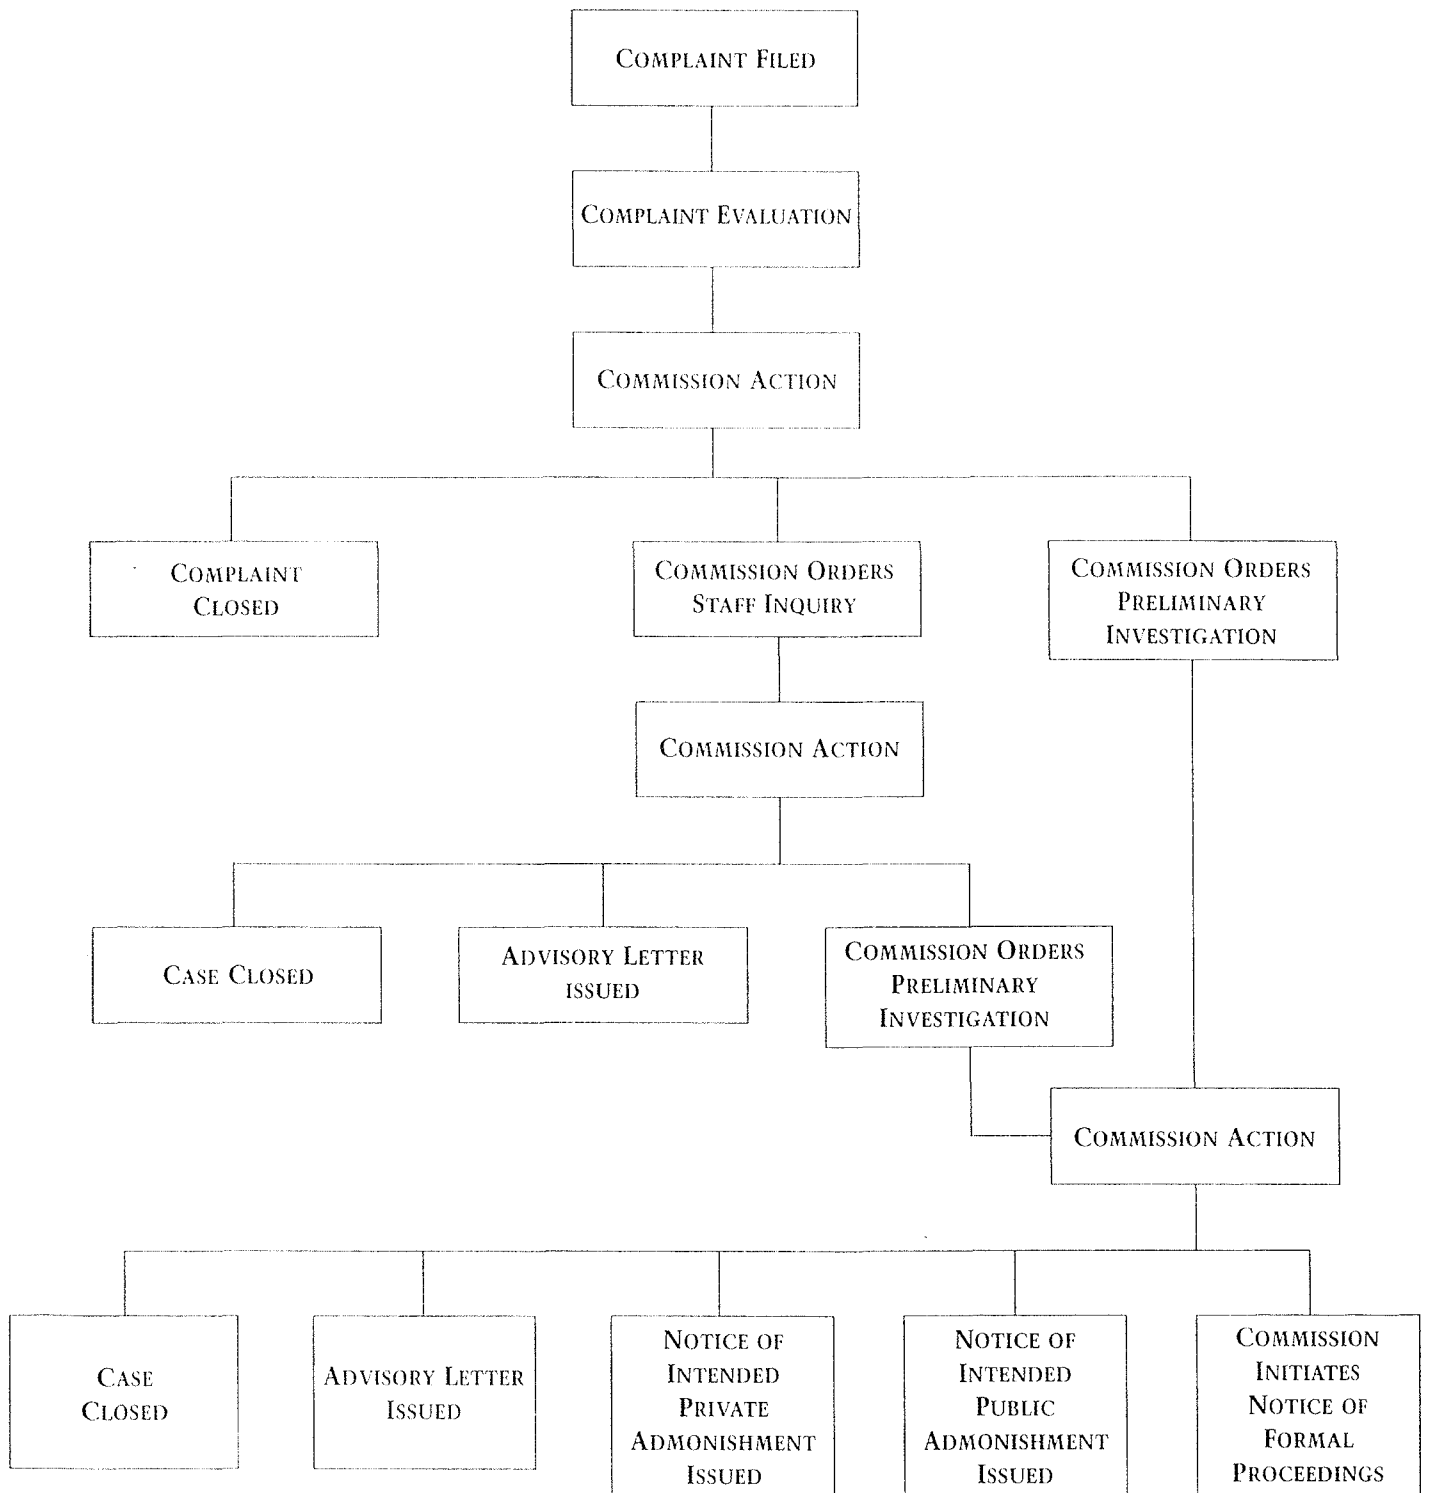 COMPLAINT FILED
COMPLAINT EVALUATION
COMMISSION ACTION
COMPLAINT
CLOSED
COMMISSION ORDERS
STAFF INQUIRY
COMMISSION ORDERS
PRELIMINARY
INVESTIGATION
COMMISSION ACTION
CASE CLOSED
ADVISORY LETTER
ISSUED
COMMISSION ORDERS
PRELIMINARY
INVESTIGATION
COMMISSION ACTION
CASE
CLOSED
ADVISORY LETTER
ISSUED
NOTICE OF
INTENDED
PRIVATE
ADMONISHMENT
ISSUED
NOTICE OF
INTENDED
PUBLIC
ADMONISHMENT
ISSUED
COMMISSION
INITIATES
NOTICE OF
FORMAL
PROCEEDINGS